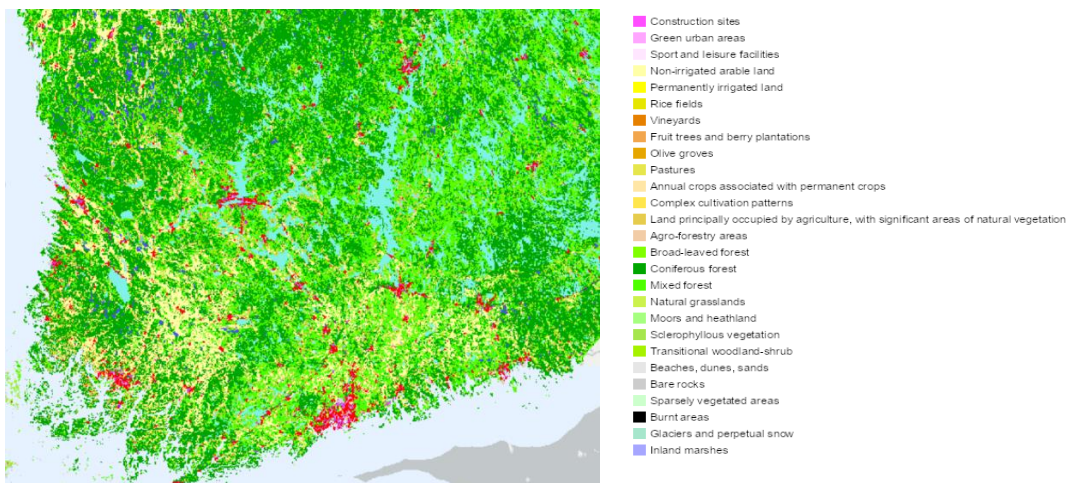 Construction sites
Green urban areas
Sport and leisure facilities
Non-irrigated arable land
Permanently irrigated land
Rice fields
Vineyards
Fruit trees and berry plantations
Olive groves
Pastures
Annual crops associated with permanent crops
Complex cultivation patterns
Land principally occupied by agriculture, with significant areas of natural vegetation
Agro-forestry areas
Broad-leaved forest
Coniferous forest
Mixed forest
Natural grasslands
Moors and heathland
Sclerophyllous vegetation
Transitional woodland-shrub
Beaches, dunes, sands
Bare rocks
Sparsely vegetated areas
Burnt areas
Glaciers and perpetual snow
Inland marshes